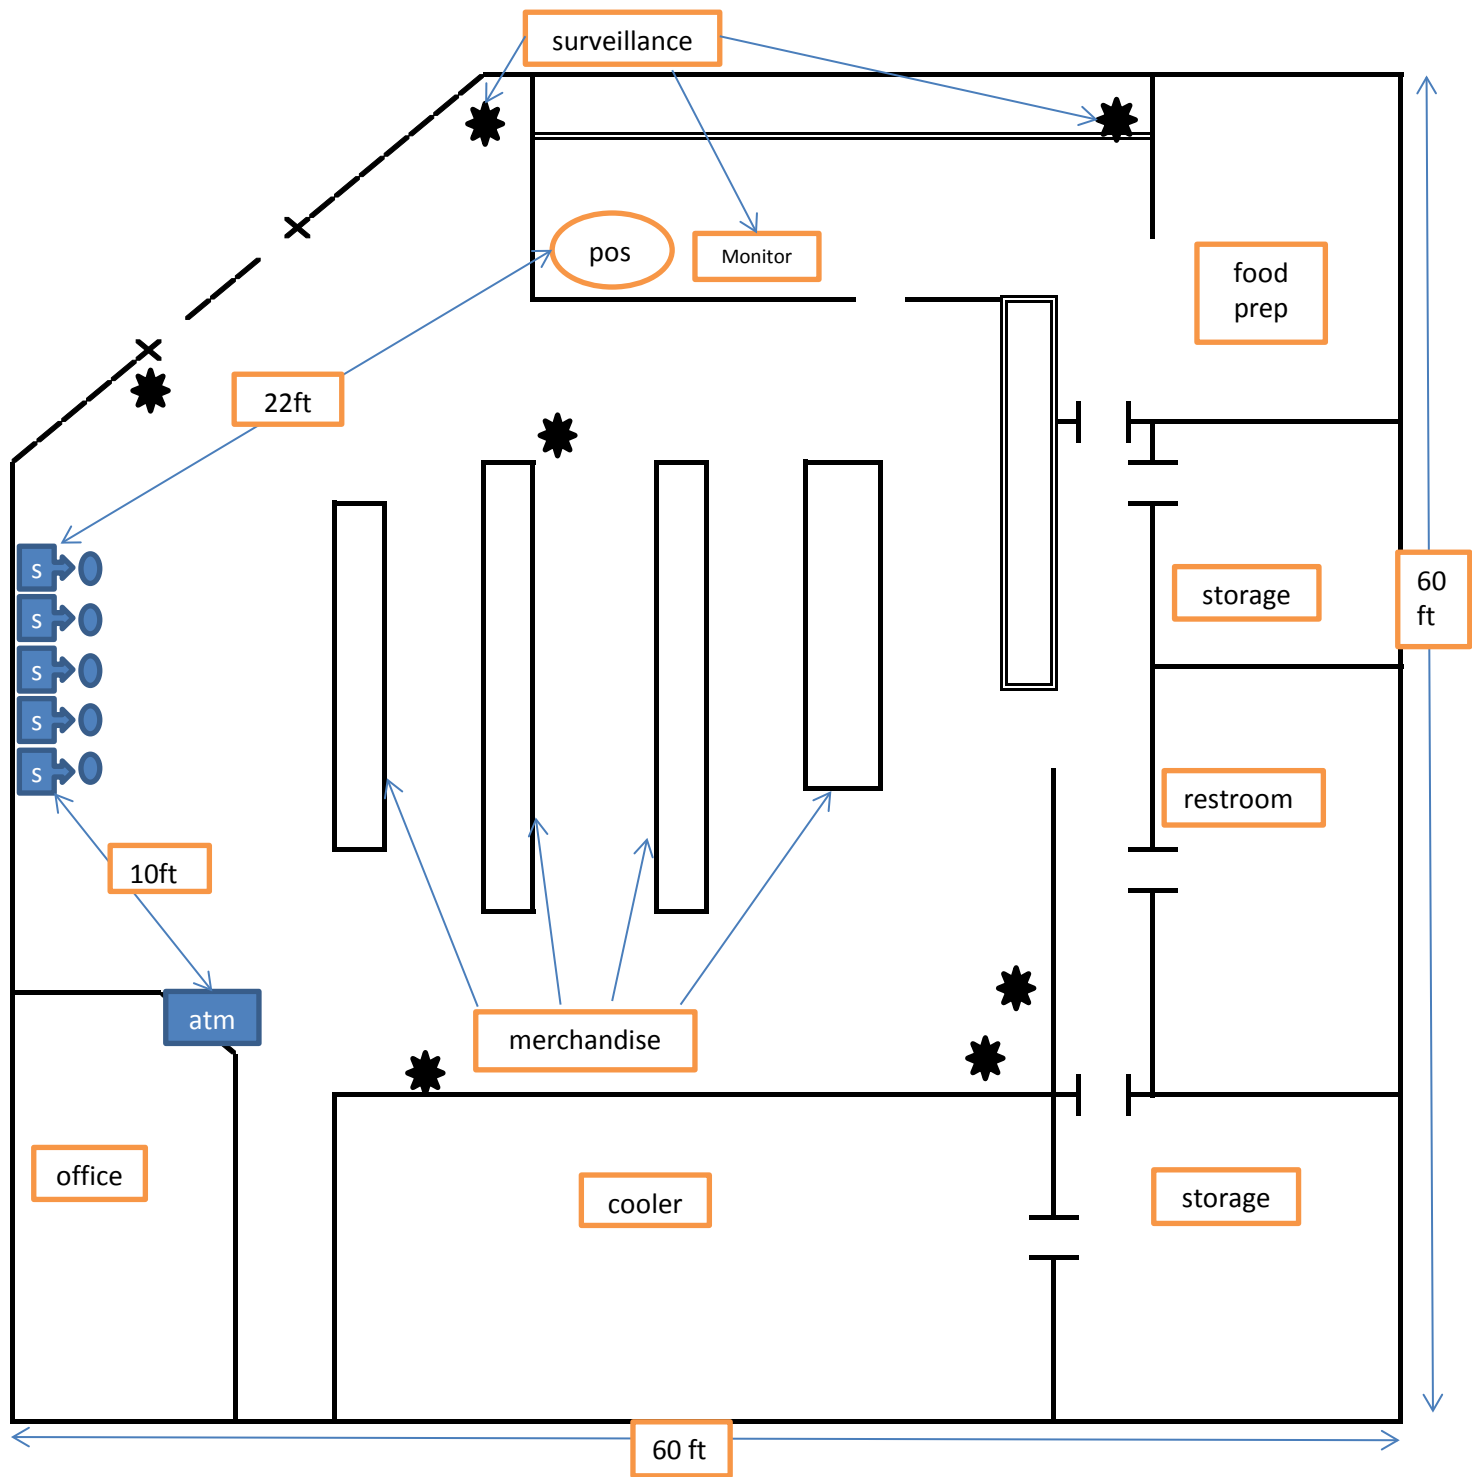 surveillance
pos
Monitor
food
prep
22ft
s
s
s
s
s
storage
60
ft
restroom
10ft
atm
merchandise
office
cooler
storage
60 ft